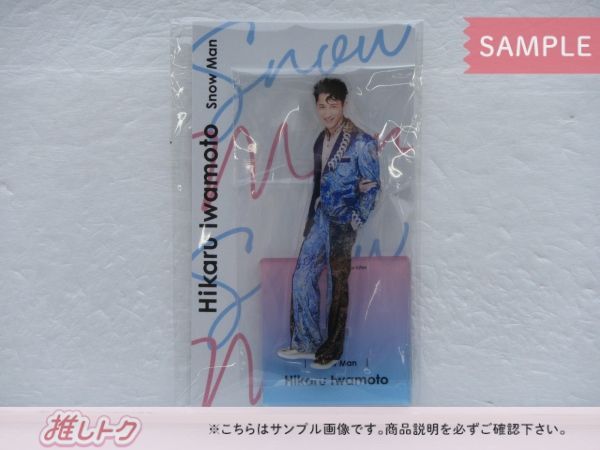 SAMPLE
Snow
Man
Hikaru Iwamoto
Snow Man
Snow
Man
Hikaru Iwamoto
推しトク
※こちらはサンプル画像です。商品説明を必ずご確認下さい。